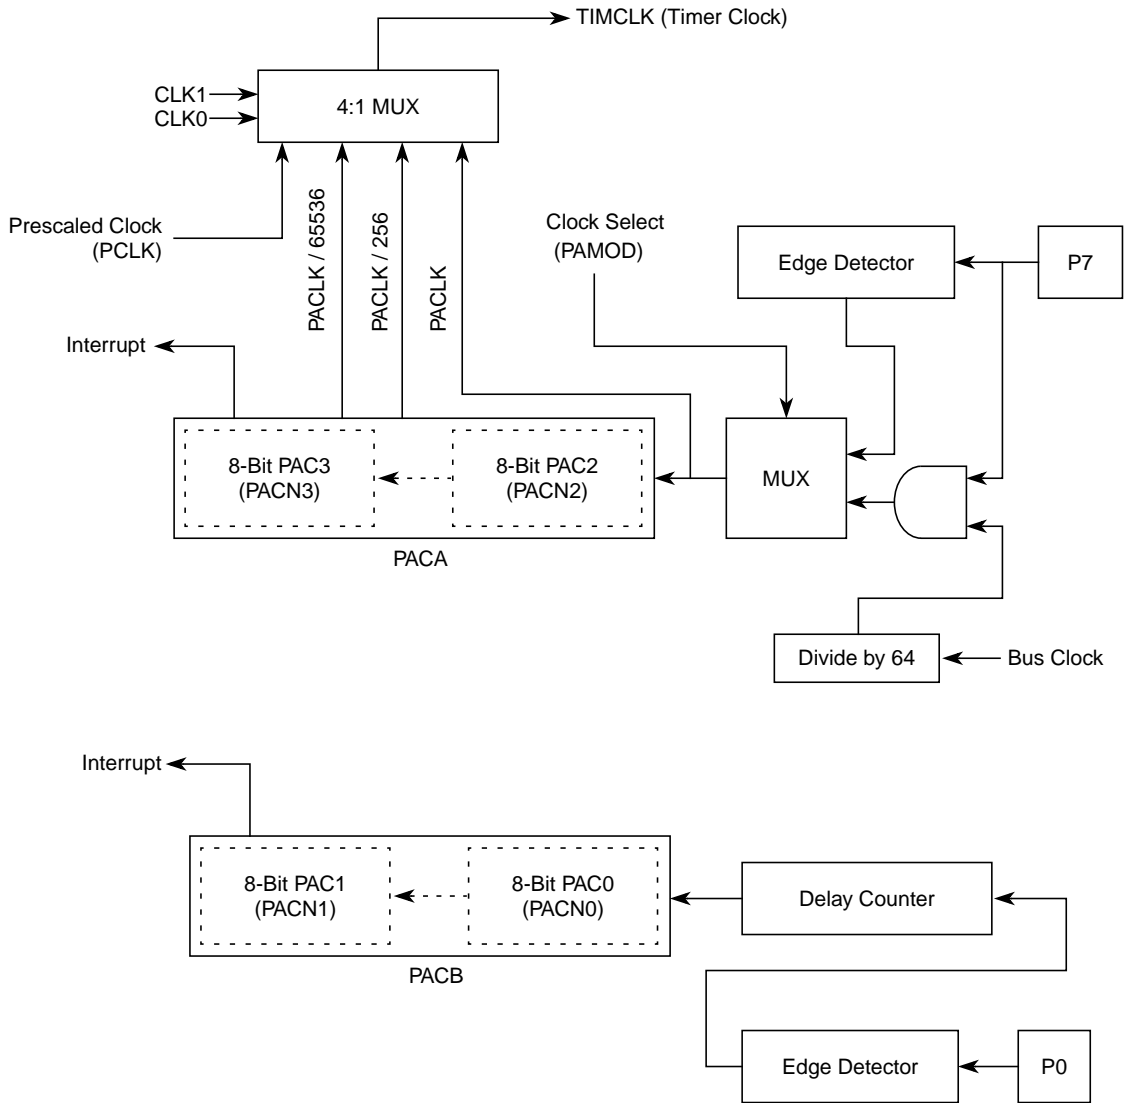 TIMCLK (Timer Clock)
4:1 MUX
CLK1
CLK0
Prescaled Clock
(PCLK)
PACLK / 65536
PACLK / 256
PACLK
Clock Select
(PAMOD)
Edge Detector
P7
Interrupt
8-Bit PAC3
(PACN3)
8-Bit PAC2
(PACN2)
MUX
PACA
Divide by 64
Bus Clock
Interrupt
8-Bit PAC1
(PACN1)
8-Bit PAC0
(PACN0)
Delay Counter
PACB
Edge Detector
P0